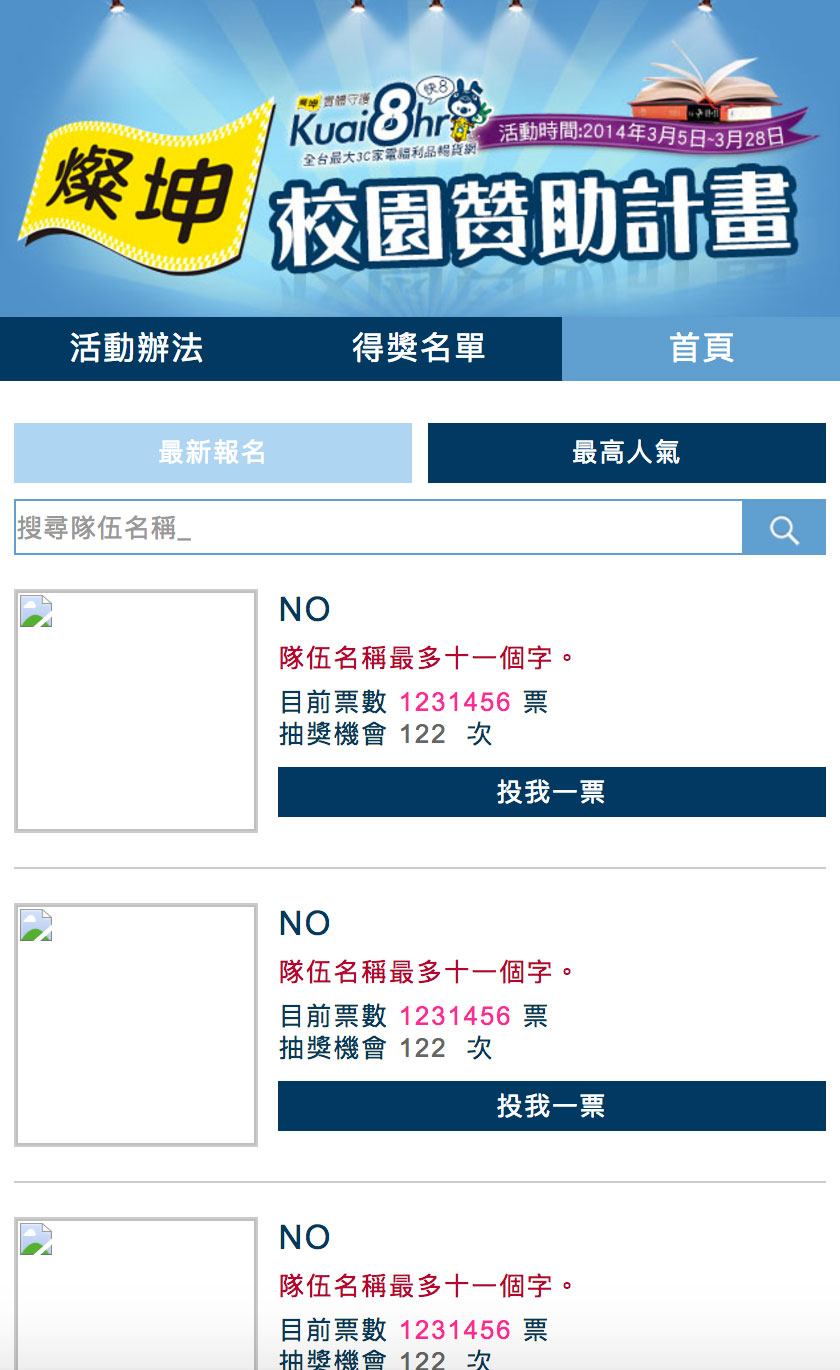 燦坤
燦坤 實體守護
Kuai8hr
快8
全台最大3C家電福利品暢貨網
活動時間:2014年3月5日~3月28日
校園贊助計畫
活動辦法 得獎名單 首頁
最新報名 最高人氣
搜尋隊伍名稱_
NO
隊伍名稱最多十一個字。
目前票數 1231456 票
抽獎機會 122 次
投我一票
NO
隊伍名稱最多十一個字。
目前票數 1231456 票
抽獎機會 122 次
投我一票
NO
隊伍名稱最多十一個字。
目前票數 1231456 票
抽獎機會 122 次